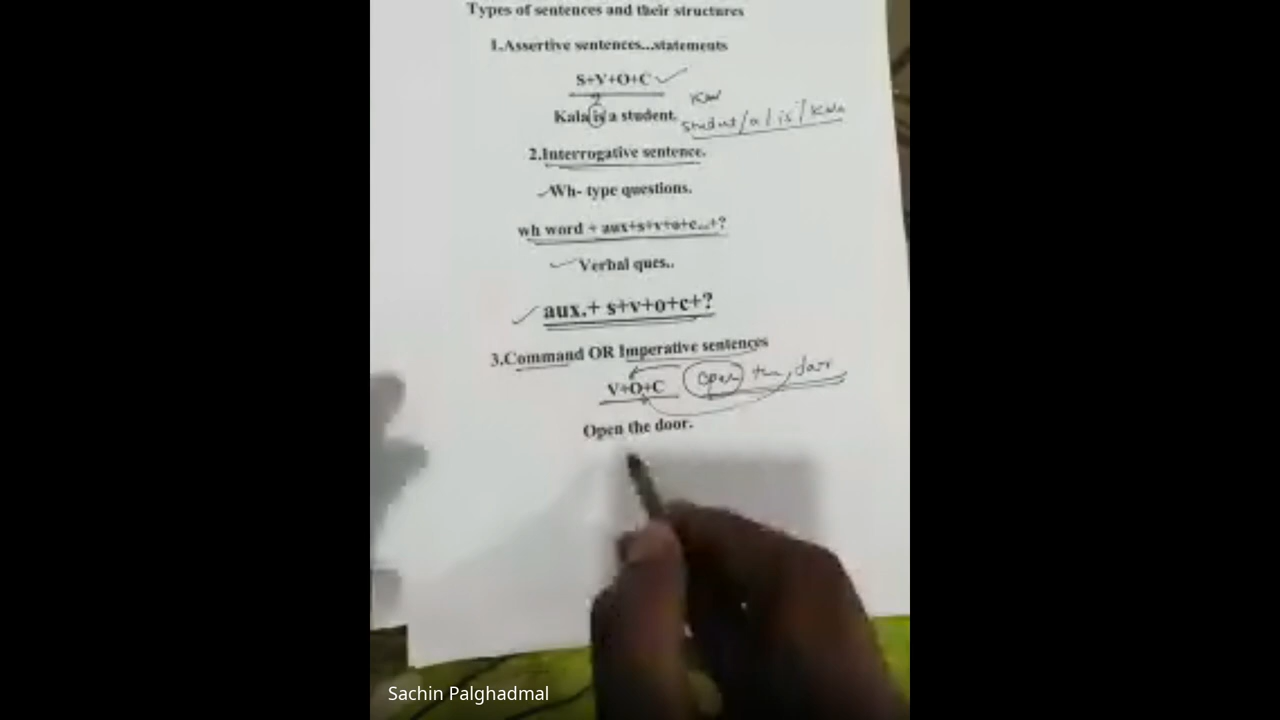 Types of sentences and their structures
1.Assertive sentences...statements
S+V+O+C
Kala is a student.
student/a/is/Kala
2.Interrogative sentence.
Wh- type questions.
wh word + aux+s+v+o+c...+?
Verbal ques..
aux.+ s+v+o+c+?
3.Command OR Imperative sentences
V+O+C
open the door
Open the door.
Sachin Palghadmal